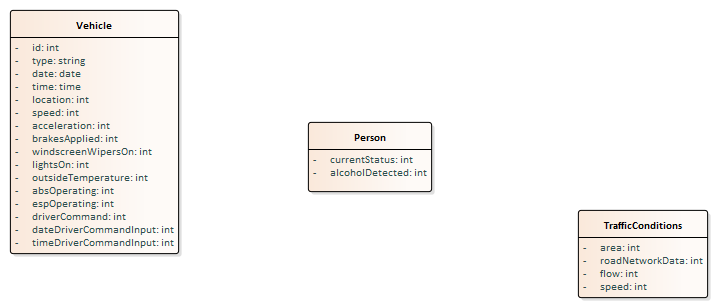 Vehicle
- id: int
- type: string
- date: date
- time: time
- location: int
- speed: int
- acceleration: int
- brakesApplied: int
- windscreenWipersOn: int
- lightsOn: int
- outsideTemperature: int
- absOperating: int
- espOperating: int
- driverCommand: int
- dateDriverCommandInput: int
- timeDriverCommandInput: int
Person
- currentStatus: int
- alcoholDetected: int
TrafficConditions
- area: int
- roadNetworkData: int
- flow: int
- speed: int